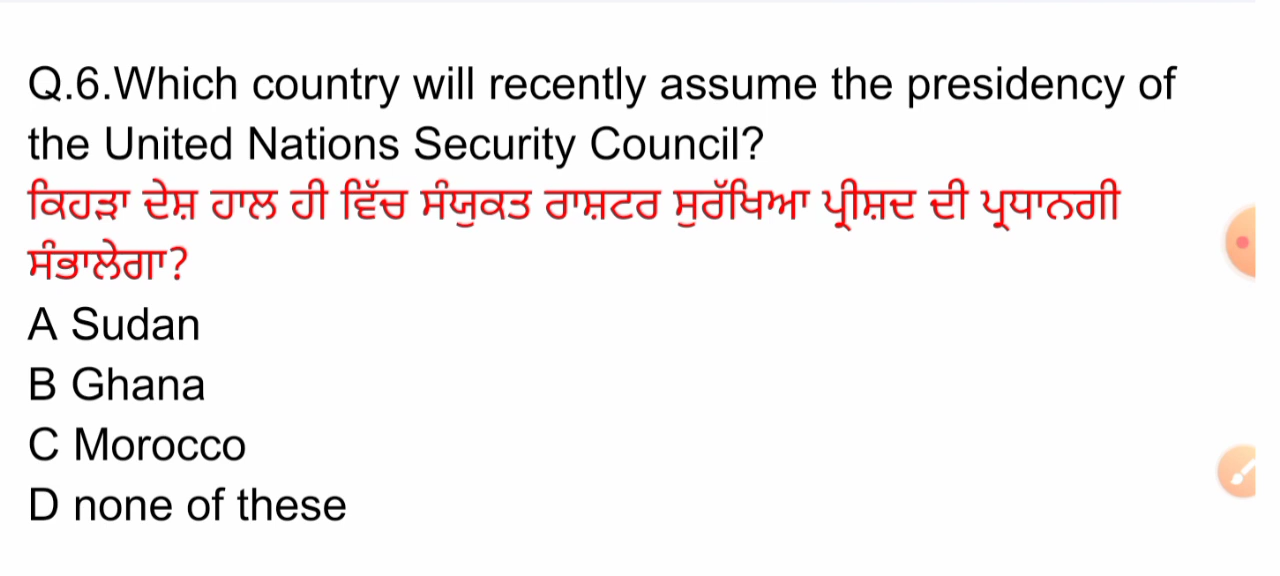 Q.6.Which country will recently assume the presidency of
the United Nations Security Council?
ਕਿਹੜਾ ਦੇਸ਼ ਹਾਲ ਹੀ ਵਿੱਚ ਸੰਯੁਕਤ ਰਾਸ਼ਟਰ ਸੁਰੱਖਿਆ ਪ੍ਰੀਸ਼ਦ ਦੀ ਪ੍ਰਧਾਨਗੀ
ਸੰਭਾਲੇਗਾ?
A Sudan
B Ghana
C Morocco
D none of these